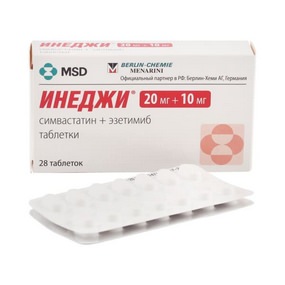 MSD
BERLIN-CHEMIE
MENARINI
Официальный партнер в РФ: Берлин-Хеми АГ, Германия
ИНЕДЖИ® 20 мг + 10 мг
симвастатин + эзетимиб
таблетки
28 таблеток